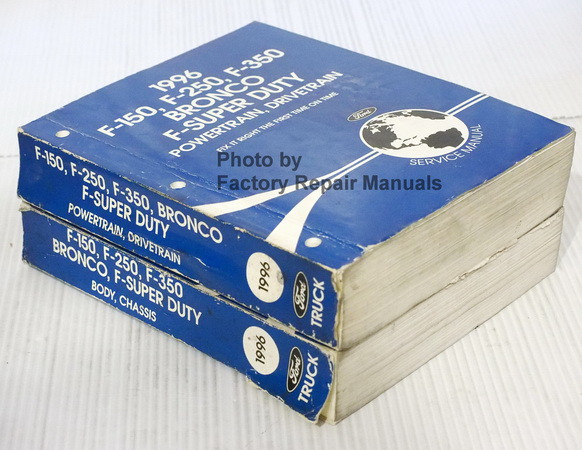 1996
F-150, F-250, F-350
BRONCO
F-SUPER DUTY
POWERTRAIN, DRIVETRAIN
FIX IT RIGHT THE FIRST TIME ON TIME
Ford
SERVICE MANUAL
Photo by
Factory Repair Manuals
F-150, F-250, F-350, BRONCO
F-SUPER DUTY
POWERTRAIN, DRIVETRAIN
1996
Ford
TRUCK
F-150, F-250, F-350
BRONCO, F-SUPER DUTY
BODY, CHASSIS
1996
Ford
TRUCK